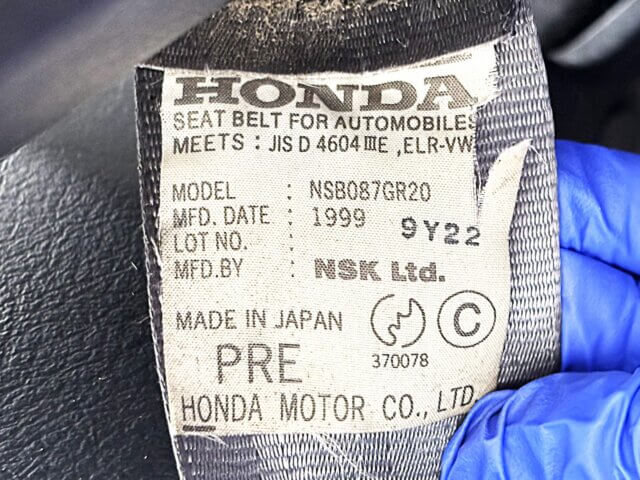 HONDA
SEAT BELT FOR AUTOMOBILES
MEETS : JIS D 4604 ⅢE ,ELR-VW
MODEL : NSB087GR20
MFD. DATE : 1999 9Y22
LOT NO. :
MFD.BY : NSK Ltd.
MADE IN JAPAN C
370078
PRE
HONDA MOTOR CO., LTD.